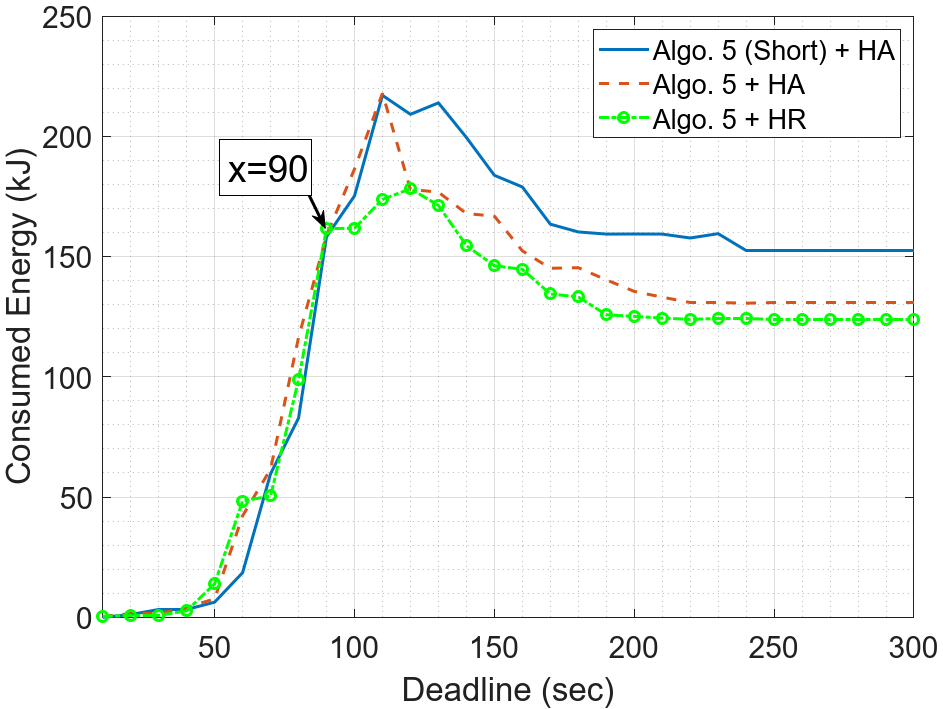 250
200
150
100
50
0
Consumed Energy (kJ)
x=90
Algo. 5 (Short) + HA
Algo. 5 + HA
Algo. 5 + HR
50
100
150
200
250
300
Deadline (sec)